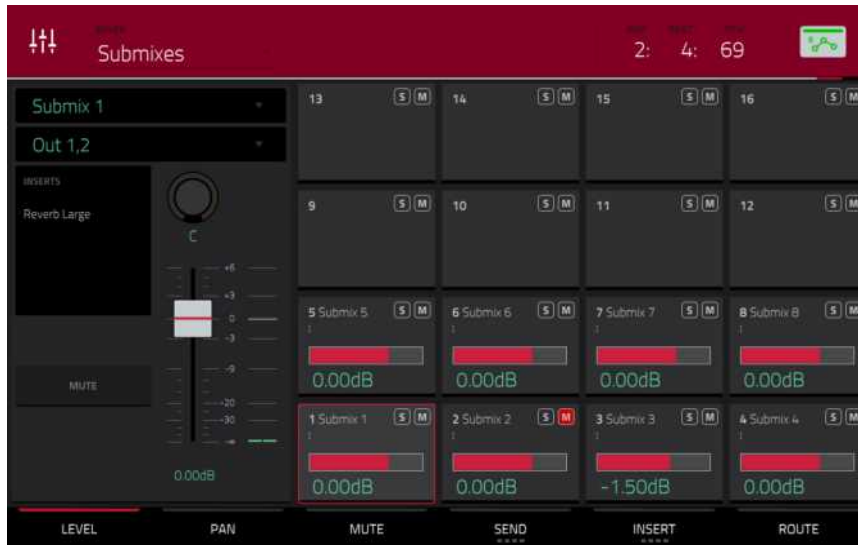 Submixes
2: 4: 69
Submix 1
Out 1,2
INSERTS
Reverb Large
C
+6
+3
0
-3
-9
-20
-30
MUTE
0.00dB
13 S M
14 S M
15 S M
16 S M
9 S M
10 S M
11 S M
12 S M
5 Submix 5 S M
0.00dB
6 Submix 6 S M
0.00dB
7 Submix 7 S M
0.00dB
8 Submix 8 S M
0.00dB
1 Submix 1 S M
0.00dB
2 Submix 2 S M
0.00dB
3 Submix 3 S M
-1.50dB
4 Submix 4 S M
0.00dB
LEVEL
PAN
MUTE
SEND
INSERT
ROUTE